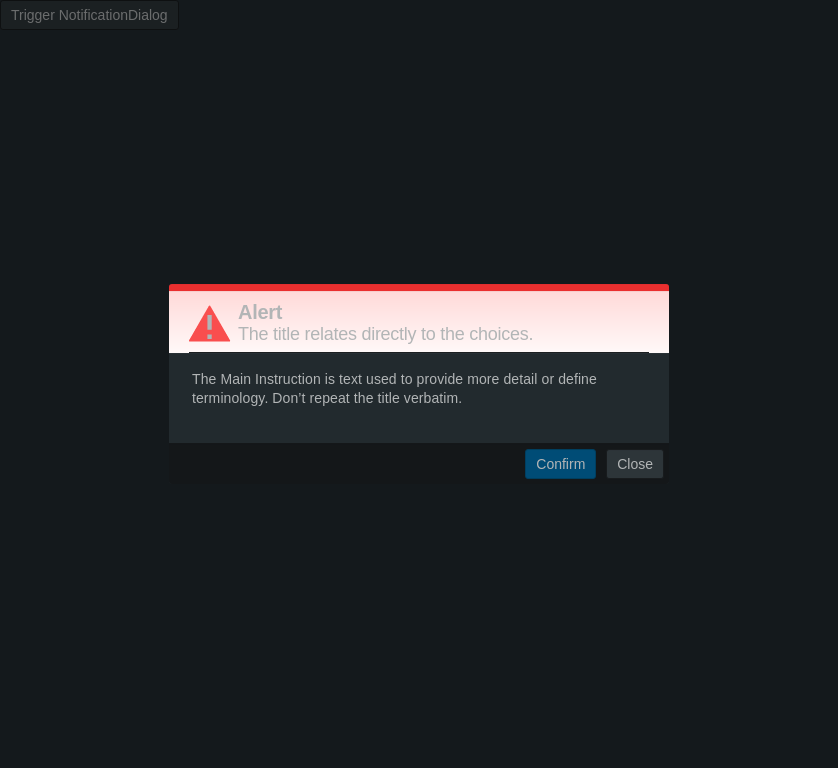 Trigger NotificationDialog
Alert
The title relates directly to the choices.
The Main Instruction is text used to provide more detail or define
terminology. Don’t repeat the title verbatim.
Confirm Close